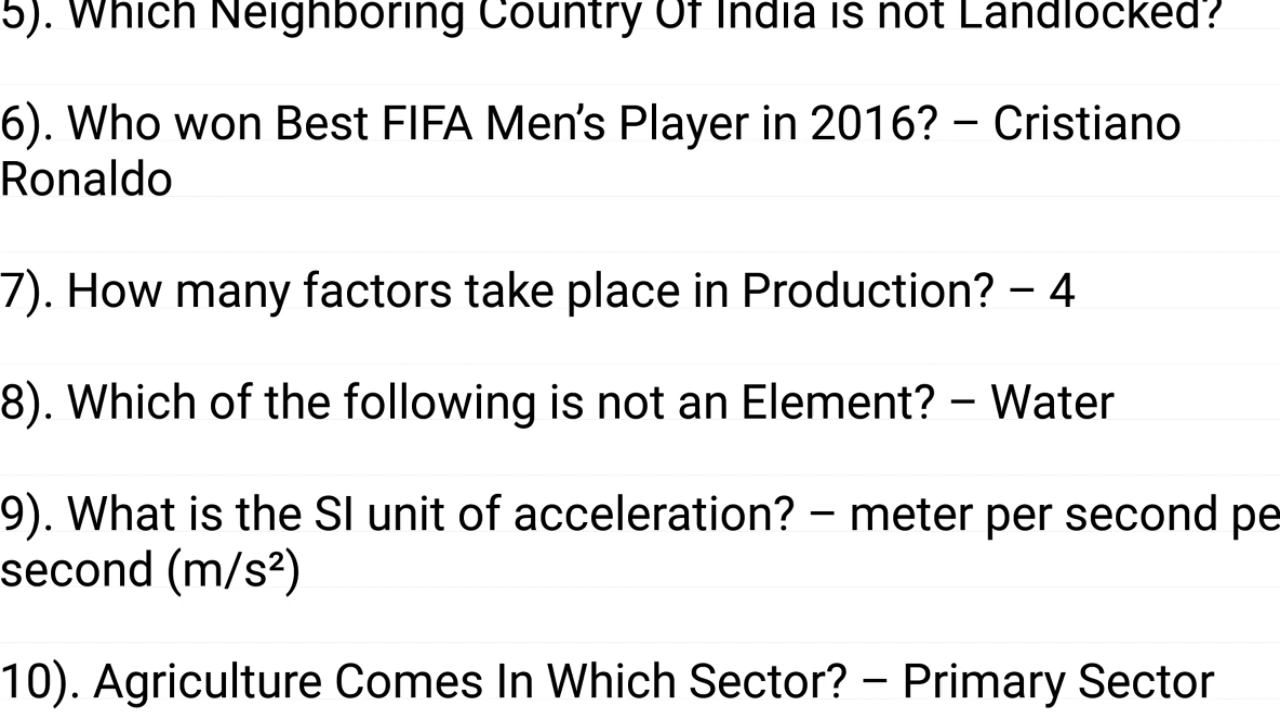 5). Which Neighboring Country Of India is not Landlocked?
6). Who won Best FIFA Men’s Player in 2016? – Cristiano
Ronaldo
7). How many factors take place in Production? – 4
8). Which of the following is not an Element? – Water
9). What is the SI unit of acceleration? – meter per second pe
second (m/s²)
10). Agriculture Comes In Which Sector? – Primary Sector